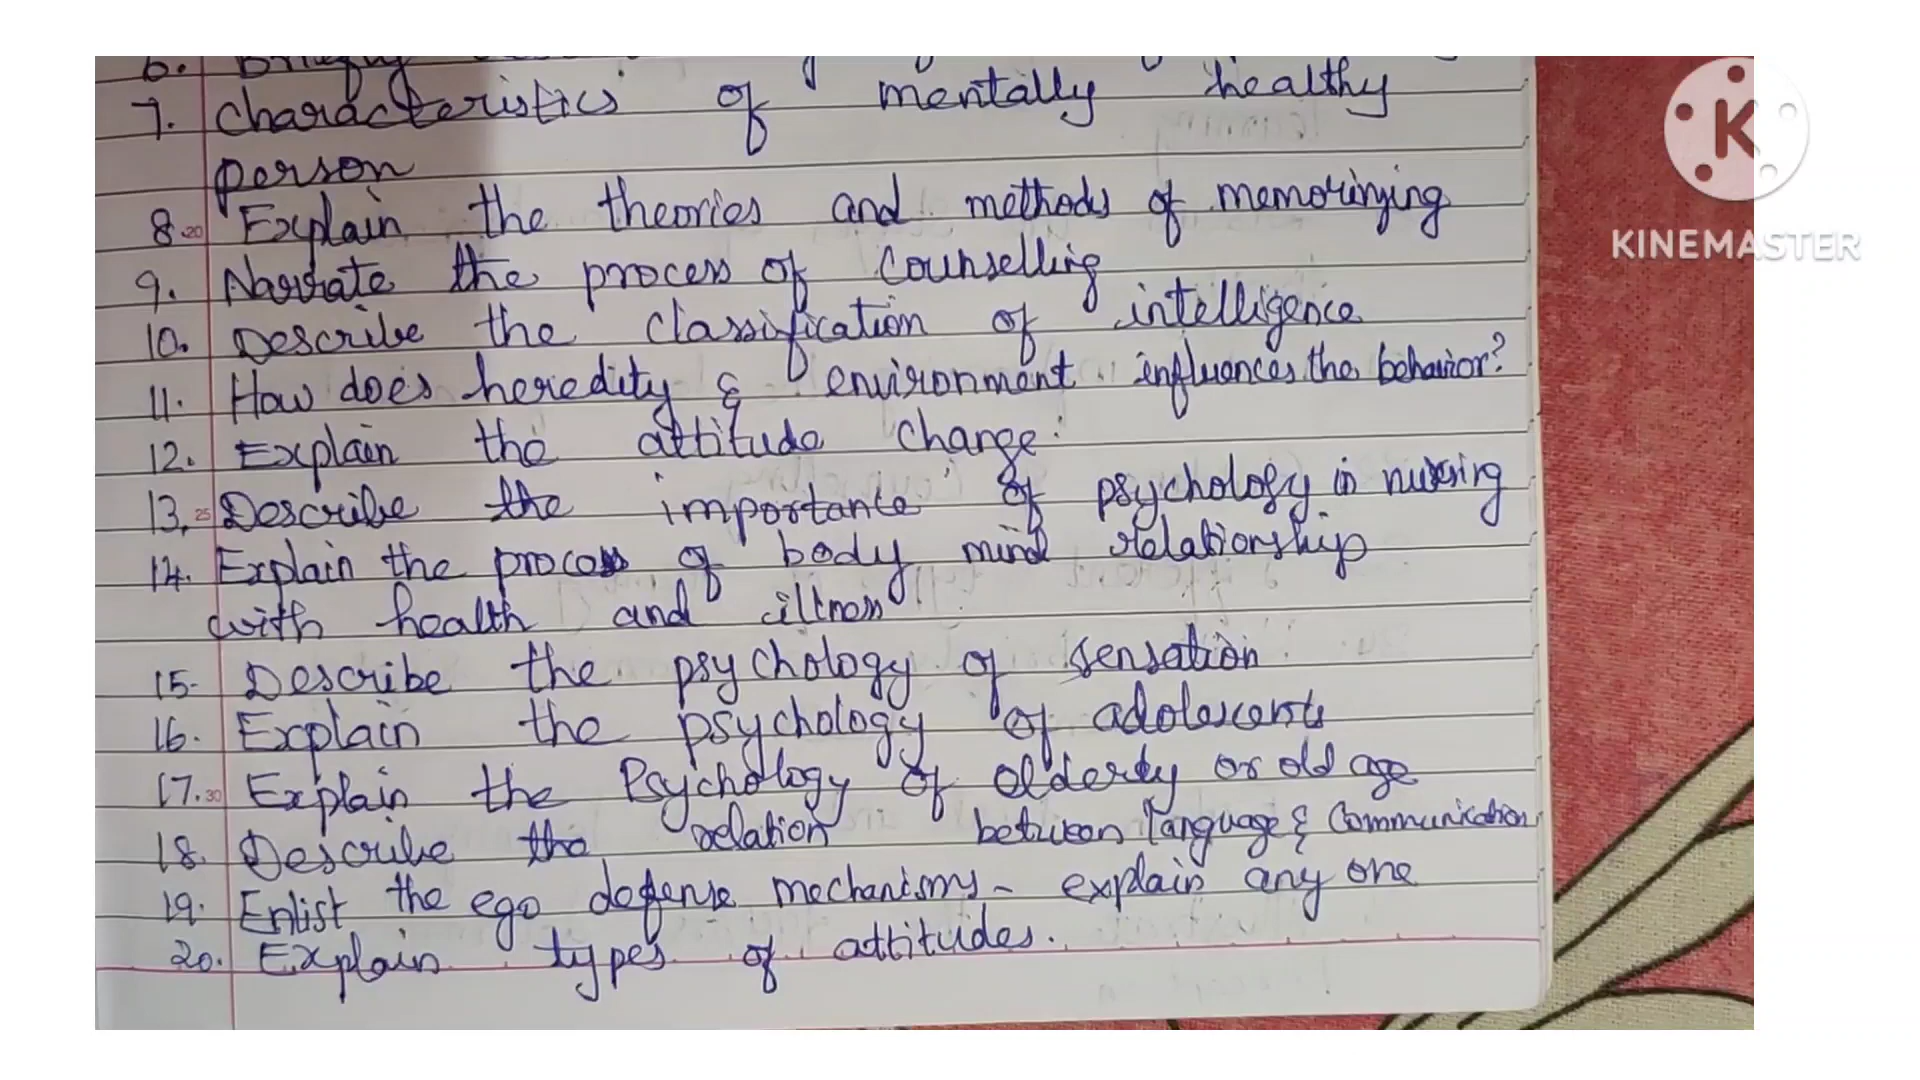 6. Briefly
7. characteristics of mentally healthy
person
8. 20 Explain the theories and methods of memorizing
9. Narrate the process of counselling
10. Describe the classification of intelligence
11. How does heredity & environment influences the behavior?
12. Explain the attitude change.
13. 25 Describe the importance of psychology in nursing
14. Explain the process of body mind relationship
with health and illness
15. Describe the psychology of sensation
16. Explain the psychology of adolescents
17. 30 Explain the Psychology of elderly or old age
18. Describe the relation between language & Communication
19. Enlist the ego defense mechanisms - explain any one
20. Explain types of attitudes.
K
KINEMASTER